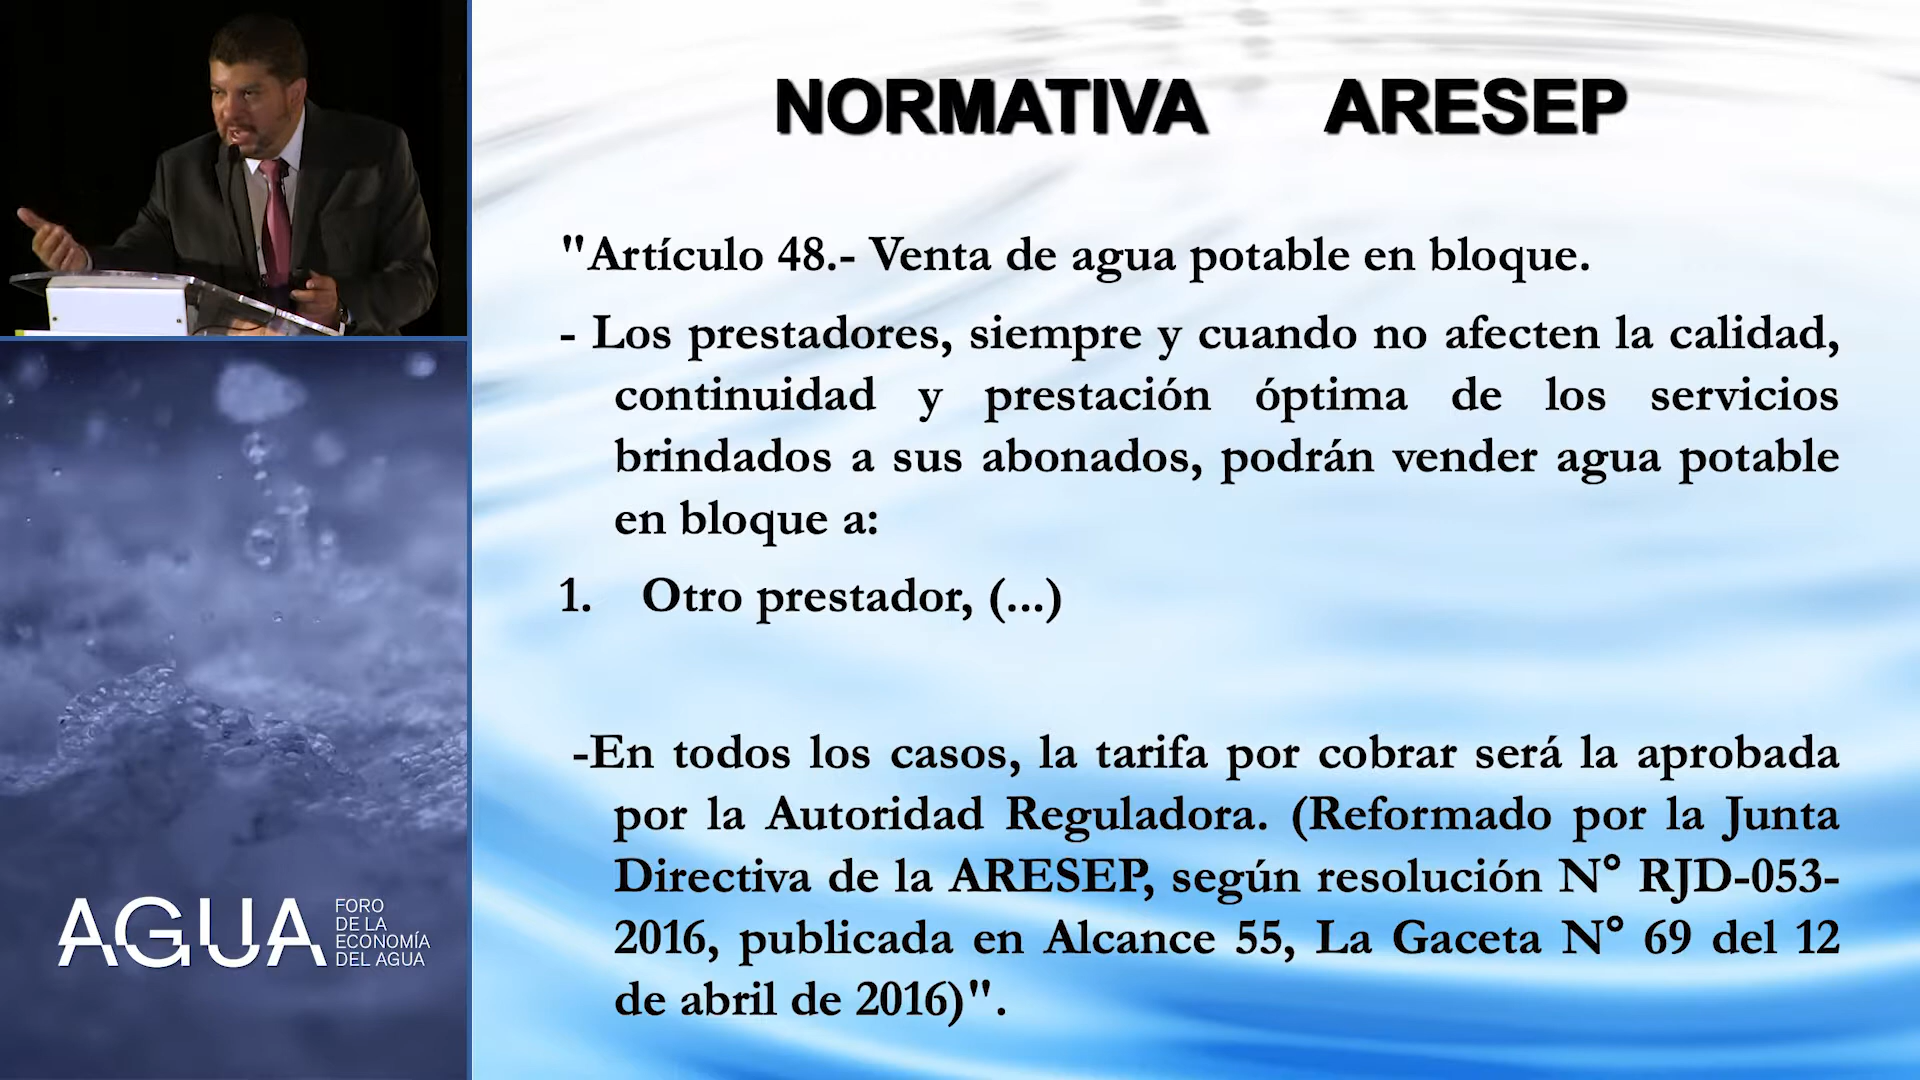 NORMATIVA ARESEP
"Artículo 48.- Venta de agua potable en bloque.
- Los prestadores, siempre y cuando no afecten la calidad,
continuidad y prestación óptima de los servicios
brindados a sus abonados, podrán vender agua potable
en bloque a:
1. Otro prestador, (...)
-En todos los casos, la tarifa por cobrar será la aprobada
por la Autoridad Reguladora. (Reformado por la Junta
Directiva de la ARESEP, según resolución N° RJD-053-
2016, publicada en Alcance 55, La Gaceta N° 69 del 12
de abril de 2016)".
AGUA
FORO
DE LA
ECONOMÍA
DEL AGUA